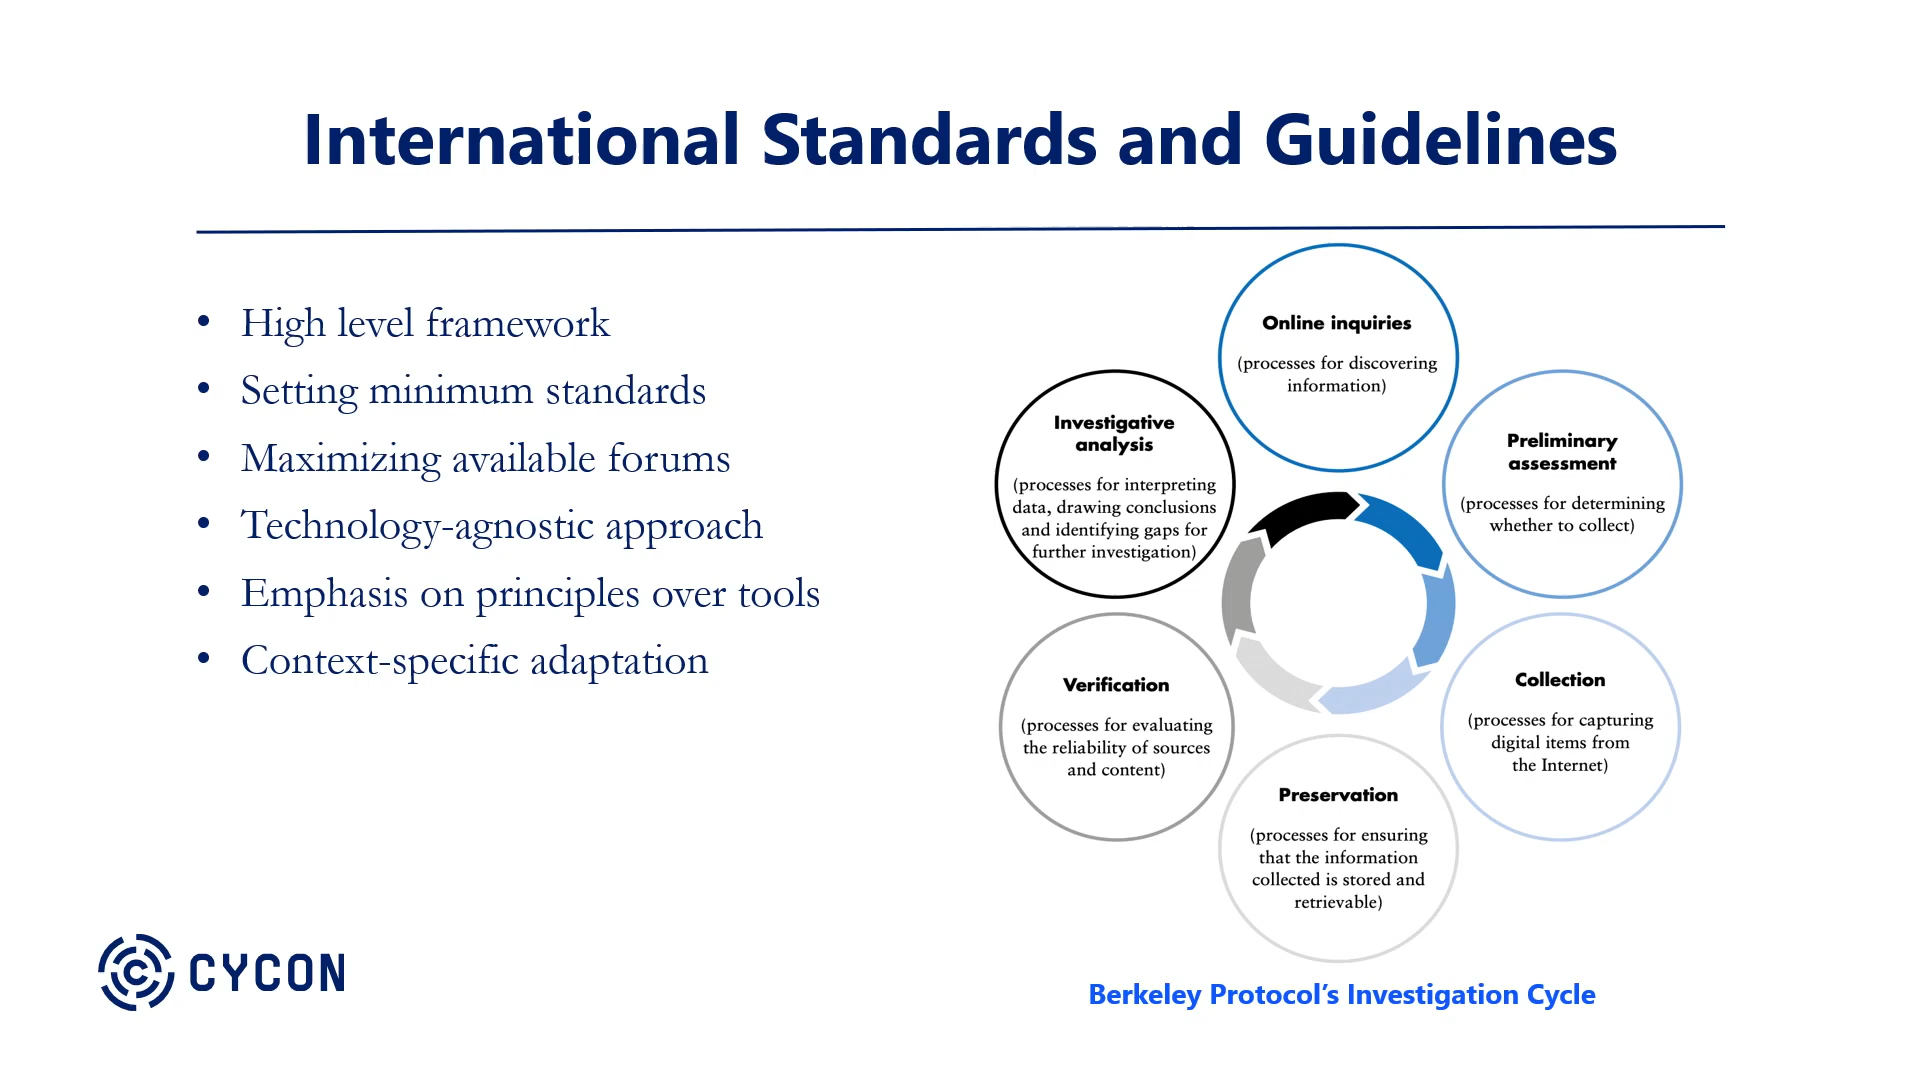 International Standards and Guidelines
• High level framework
• Setting minimum standards
• Maximizing available forums
• Technology-agnostic approach
• Emphasis on principles over tools
• Context-specific adaptation
Online inquiries
(processes for discovering
information)
Preliminary
assessment
(processes for determining
whether to collect)
Collection
(processes for capturing
digital items from
the Internet)
Preservation
(processes for ensuring
that the information
collected is stored and
retrievable)
Verification
(processes for evaluating
the reliability of sources
and content)
Investigative
analysis
(processes for interpreting
data, drawing conclusions
and identifying gaps for
further investigation)
Berkeley Protocol’s Investigation Cycle
CYCON